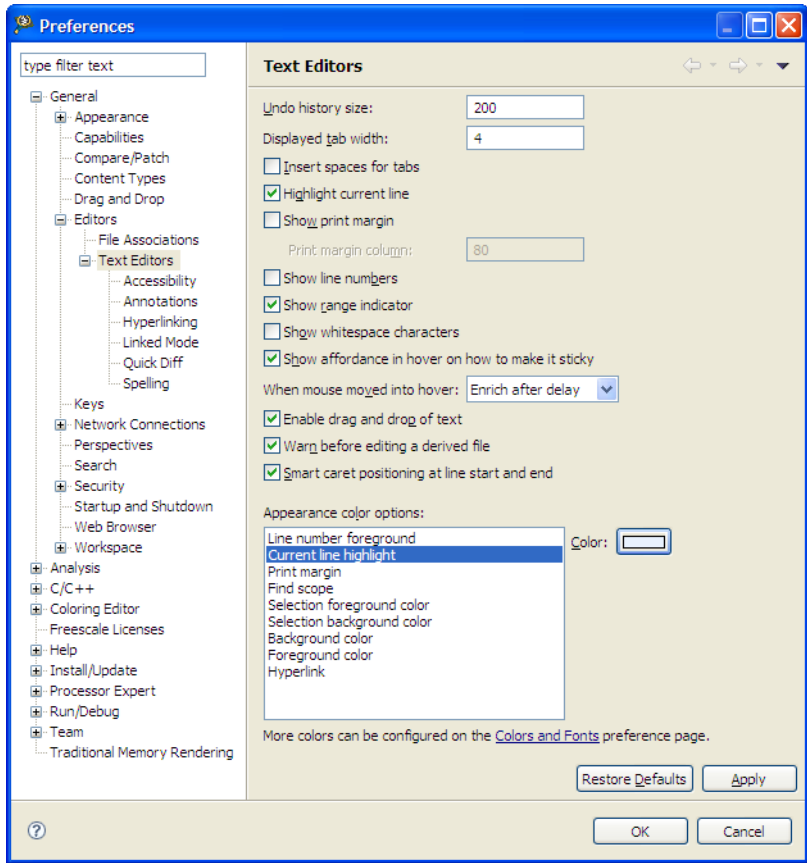 Preferences
type filter text
General
Appearance
Capabilities
Compare/Patch
Content Types
Drag and Drop
Editors
File Associations
Text Editors
Accessibility
Annotations
Hyperlinking
Linked Mode
Quick Diff
Spelling
Keys
Network Connections
Perspectives
Search
Security
Startup and Shutdown
Web Browser
Workspace
Analysis
C/C++
Coloring Editor
Freescale Licenses
Help
Install/Update
Processor Expert
Run/Debug
Team
Traditional Memory Rendering
Text Editors
Undo history size: 200
Displayed tab width: 4
Insert spaces for tabs
Highlight current line
Show print margin
Print margin column: 80
Show line numbers
Show range indicator
Show whitespace characters
Show affordance in hover on how to make it sticky
When mouse moved into hover: Enrich after delay
Enable drag and drop of text
Warn before editing a derived file
Smart caret positioning at line start and end
Appearance color options:
Line number foreground
Current line highlight
Print margin
Find scope
Selection foreground color
Selection background color
Background color
Foreground color
Hyperlink
Color:
More colors can be configured on the Colors and Fonts preference page.
Restore Defaults Apply
? OK Cancel